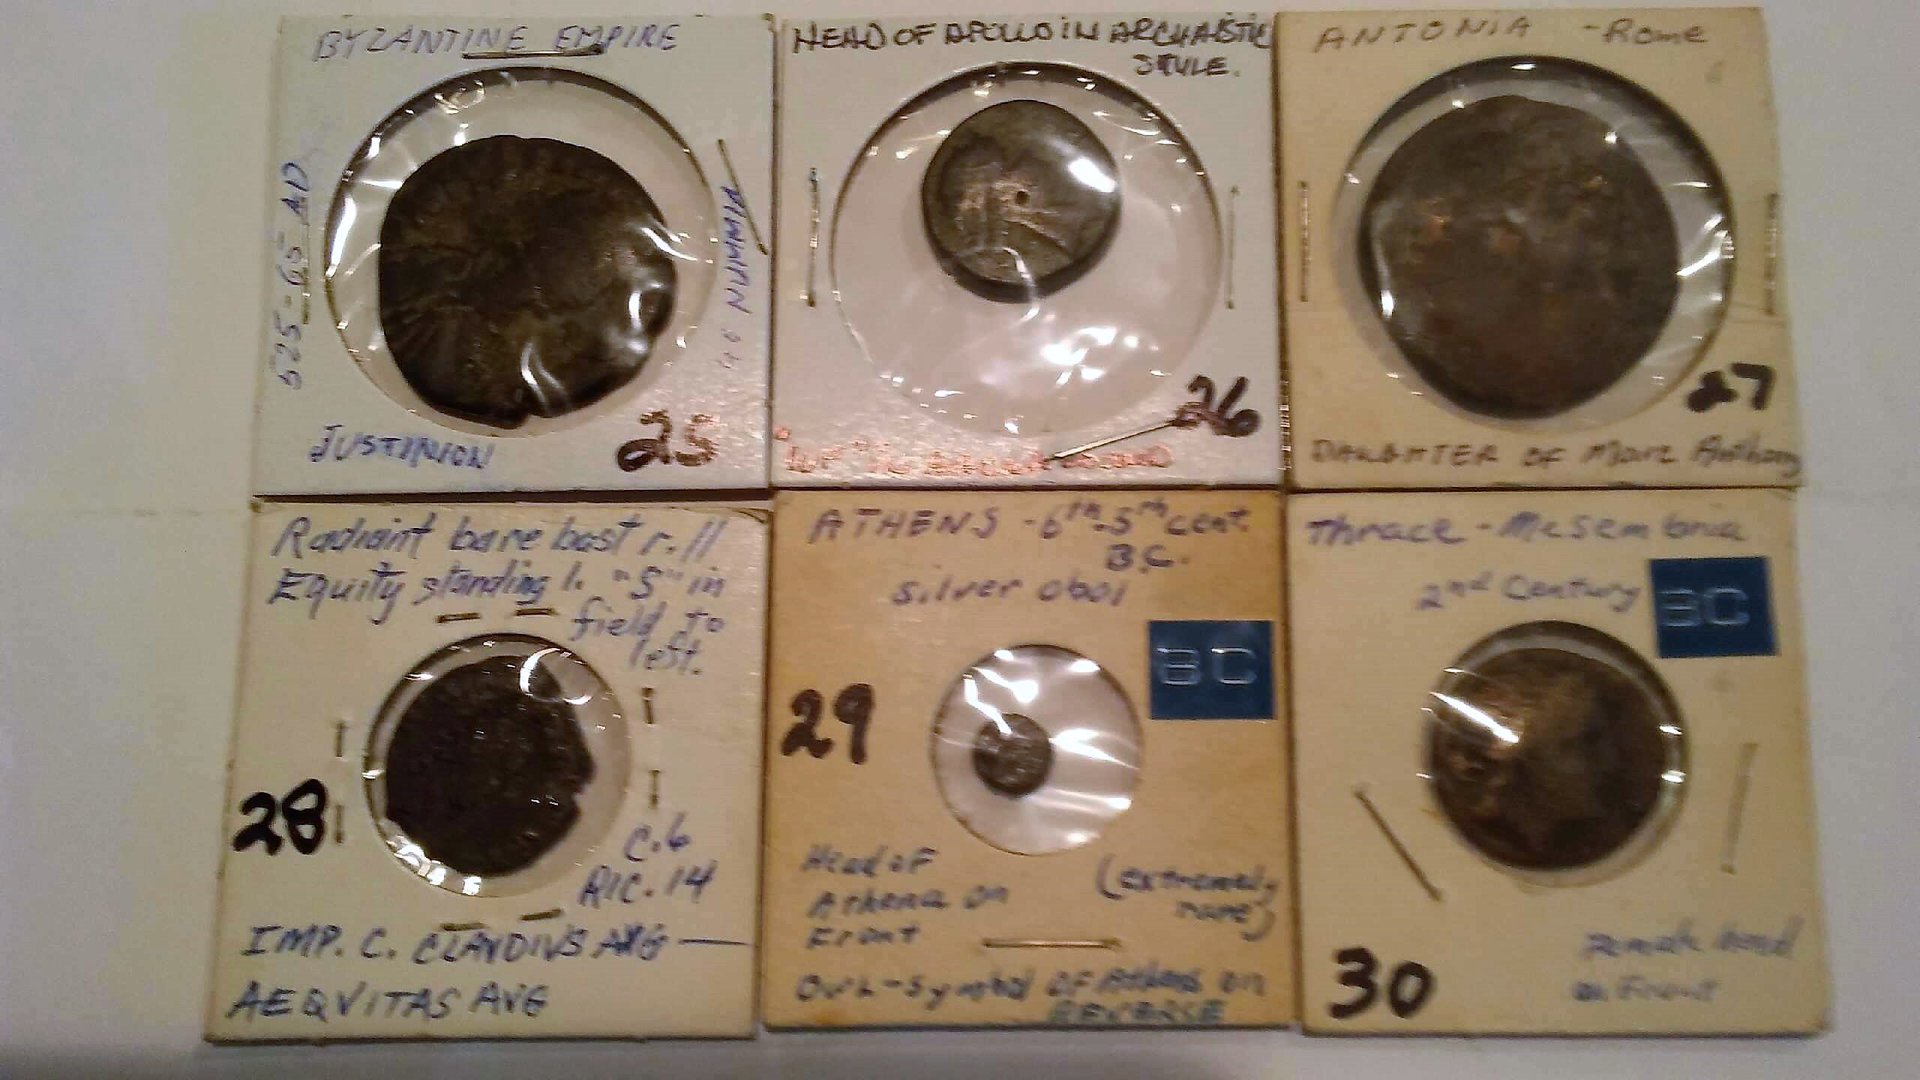 BYZANTINE EMPIRE
525-65 AD
40 NUMMIA
JUSTINION
25
HEAD OF APOLLO IN ARCHAISTIC
STYLE.
26
ANTONIA - Rome
27
DAUGHTER OF Marc Anthony
Radiant bare bust r. //
Equity standing l. "S" in
field to
left.
28
C.6
RIC. 14
IMP. C. CLAVDIVS AVG —
AEQVITAS AVG
ATHENS - 6th-5th cent.
B.C.
silver obol
BC
29
Head of
Athena on
Front
(extremely
rare)
Owl - Symbol OF Athens on
REVERSE
Thrace - Mesembria
2nd Century
BC
30
Female head
on Front